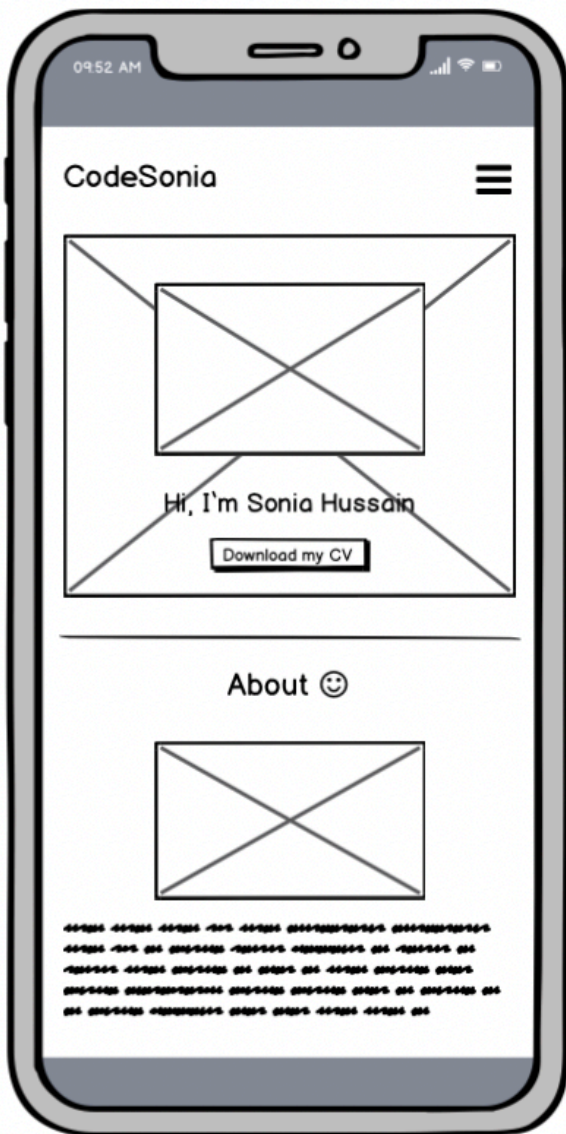 09:52 AM
CodeSonia
Hi, I`m Sonia Hussain
Download my CV
About ☺